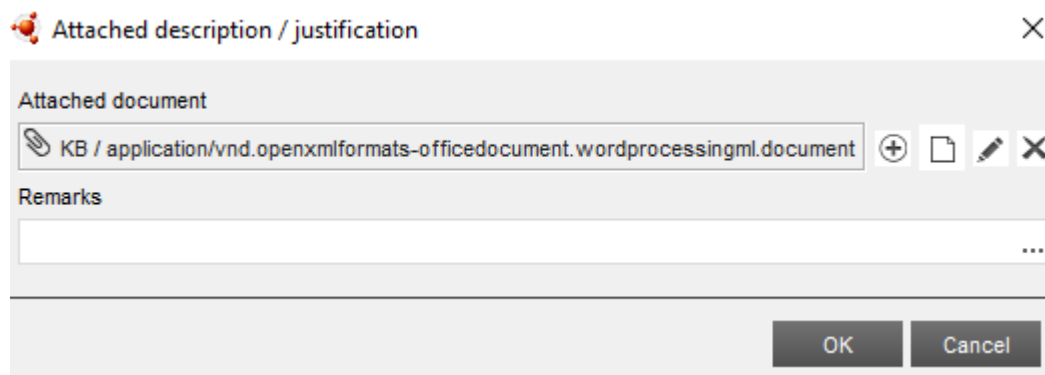 Attached description / justification
Attached document
KB / application/vnd.openxmlformats-officedocument.wordprocessingml.document
Remarks
...
OK Cancel